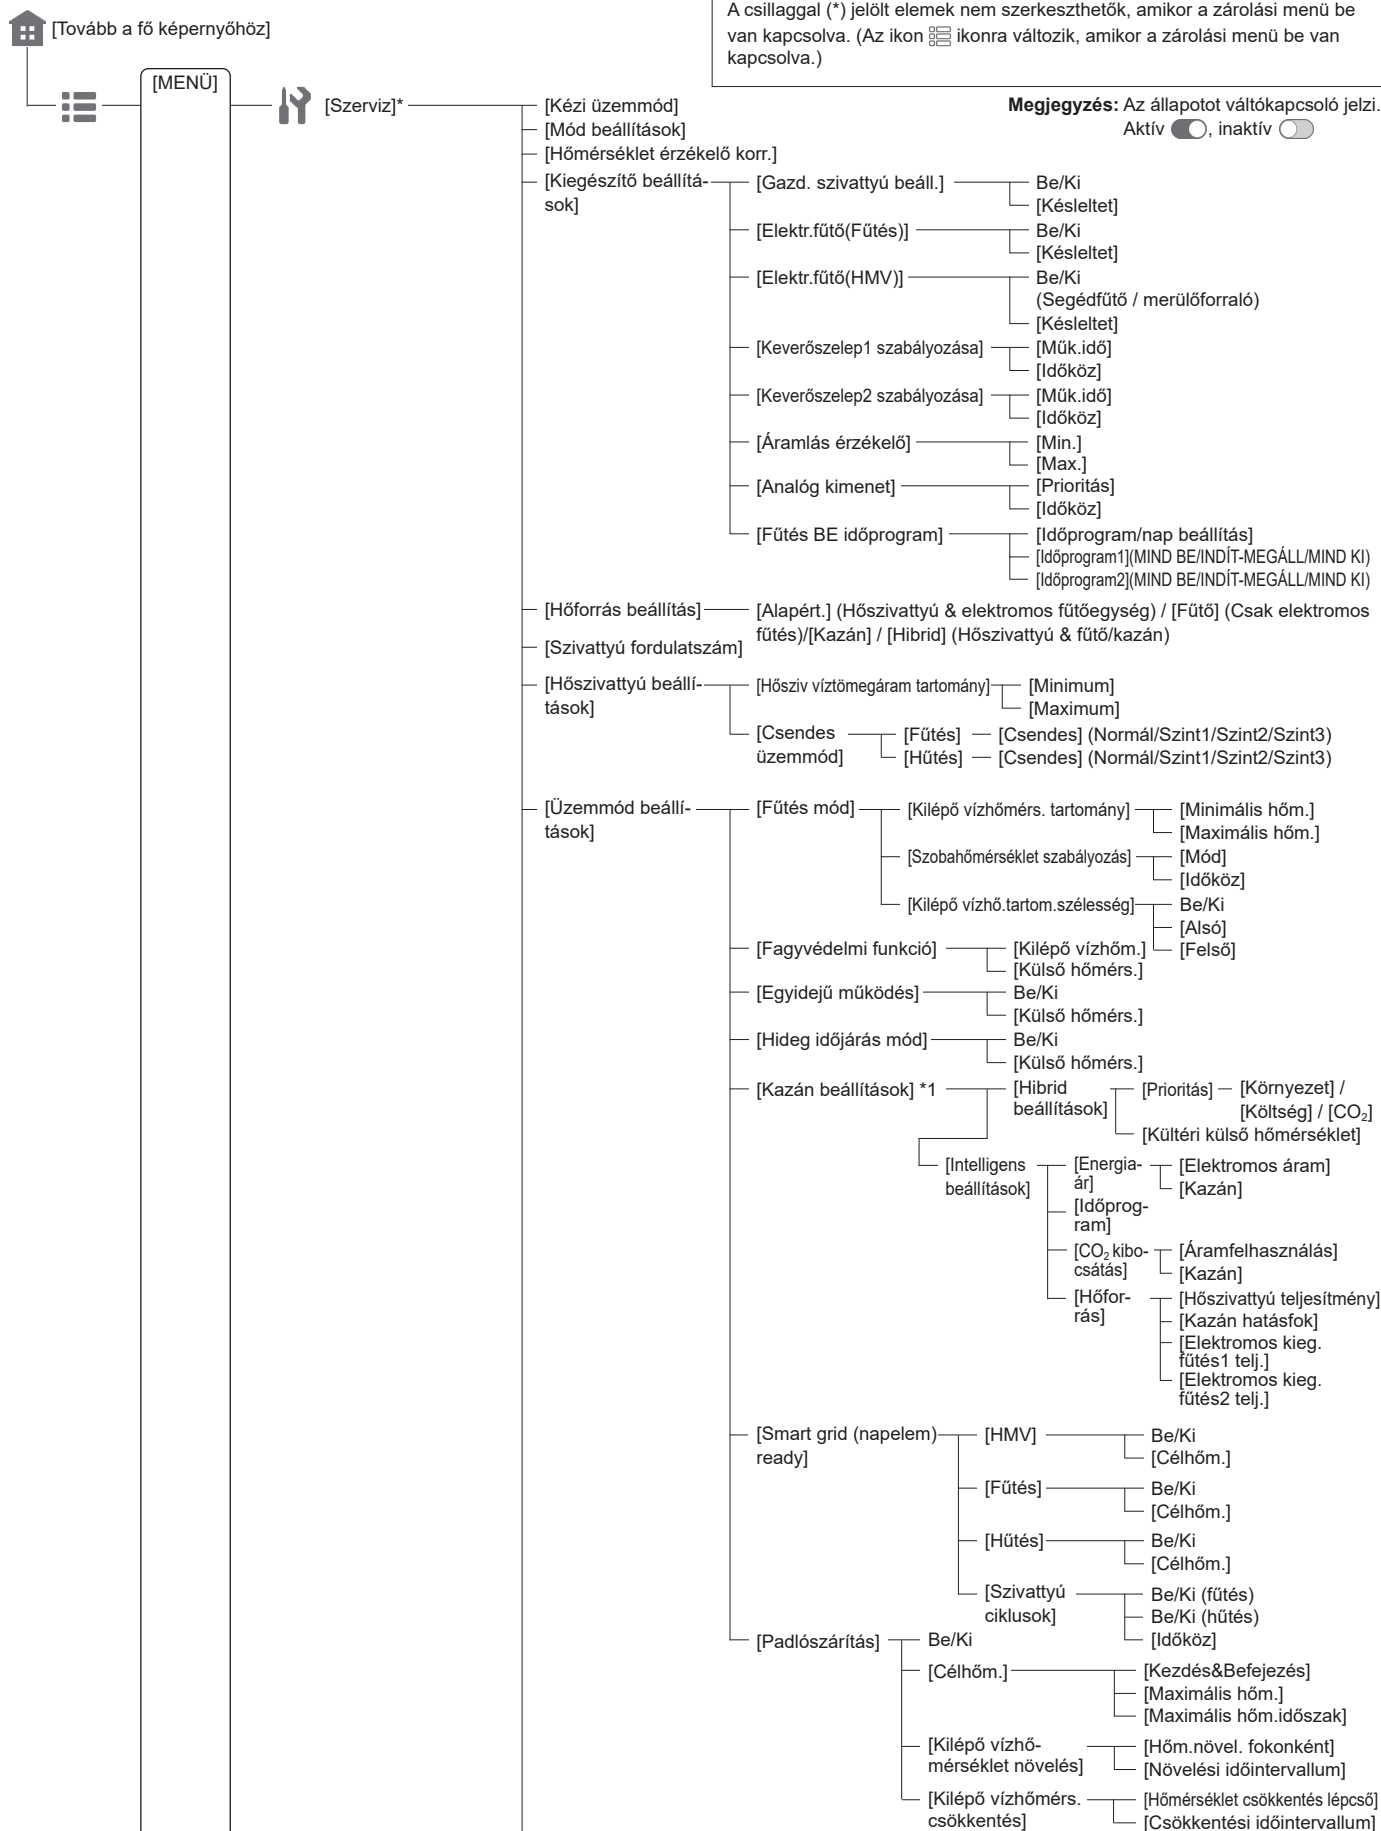 A csillaggal (*) jelölt elemek nem szerkeszthetők, amikor a zárolási menü be
van kapcsolva. (Az ikon ikonra változik, amikor a zárolási menü be van
kapcsolva.)
[Tovább a fő képernyőhöz]
[MENÜ]
Megjegyzés: Az állapotot váltókapcsoló jelzi.
Aktív , inaktív
[Szerviz]*
[Kézi üzemmód]
[Mód beállítások]
[Hőmérséklet érzékelő korr.]
[Kiegészítő beállítá-
sok]
[Gazd. szivattyú beáll.]
Be/Ki
[Késleltet]
[Elektr.fűtő(Fűtés)]
Be/Ki
[Késleltet]
[Elektr.fűtő(HMV)]
Be/Ki
(Segédfűtő / merülőforraló)
[Késleltet]
[Keverőszelep1 szabályozása]
[Műk.idő]
[Időköz]
[Keverőszelep2 szabályozása]
[Műk.idő]
[Időköz]
[Áramlás érzékelő]
[Min.]
[Max.]
[Analóg kimenet]
[Prioritás]
[Időköz]
[Fűtés BE időprogram]
[Időprogram/nap beállítás]
[Időprogram1](MIND BE/INDÍT-MEGÁLL/MIND KI)
[Időprogram2](MIND BE/INDÍT-MEGÁLL/MIND KI)
[Hőforrás beállítás]
[Alapért.] (Hőszivattyú & elektromos fűtőegység) / [Fűtő] (Csak elektromos
fűtés)/[Kazán] / [Hibrid] (Hőszivattyú & fűtő/kazán)
[Szivattyú fordulatszám]
[Hőszivattyú beállí-
tások]
[Hősziv víztömegáram tartomány]
[Minimum]
[Maximum]
[Csendes
üzemmód]
[Fűtés]
[Csendes] (Normál/Szint1/Szint2/Szint3)
[Hűtés]
[Csendes] (Normál/Szint1/Szint2/Szint3)
[Üzemmód beállí-
tások]
[Fűtés mód]
[Kilépő vízhőmérs. tartomány]
[Minimális hőm.]
[Maximális hőm.]
[Szobahőmérséklet szabályozás]
[Mód]
[Időköz]
[Kilépő vízhő.tartom.szélesség]
Be/Ki
[Alsó]
[Felső]
[Fagyvédelmi funkció]
[Kilépő vízhőm.]
[Külső hőmérs.]
[Egyidejű működés]
Be/Ki
[Külső hőmérs.]
[Hideg időjárás mód]
Be/Ki
[Külső hőmérs.]
[Kazán beállítások] *1
[Hibrid
beállítások]
[Prioritás]
[Környezet] /
[Költség] / [CO₂]
[Kültéri külső hőmérséklet]
[Intelligens
beállítások]
[Energia-
ár]
[Elektromos áram]
[Kazán]
[Időprog-
ram]
[CO₂ kibo-
csátás]
[Áramfelhasználás]
[Kazán]
[Hőfor-
rás]
[Hőszivattyú teljesítmény]
[Kazán hatásfok]
[Elektromos kieg.
fűtés1 telj.]
[Elektromos kieg.
fűtés2 telj.]
[Smart grid (napelem)
ready]
[HMV]
Be/Ki
[Célhőm.]
[Fűtés]
Be/Ki
[Célhőm.]
[Hűtés]
Be/Ki
[Célhőm.]
[Szivattyú
ciklusok]
Be/Ki (fűtés)
Be/Ki (hűtés)
[Időköz]
[Padlószárítás]
Be/Ki
[Célhőm.]
[Kezdés&Befejezés]
[Maximális hőm.]
[Maximális hőm.időszak]
[Kilépő vízhő-
mérséklet növelés]
[Hőm.növel. fokonként]
[Növelési időintervallum]
[Kilépő vízhőmérs.
csökkentés]
[Hőmérséklet csökkentés lépcső]
[Csökkentési időintervallum]